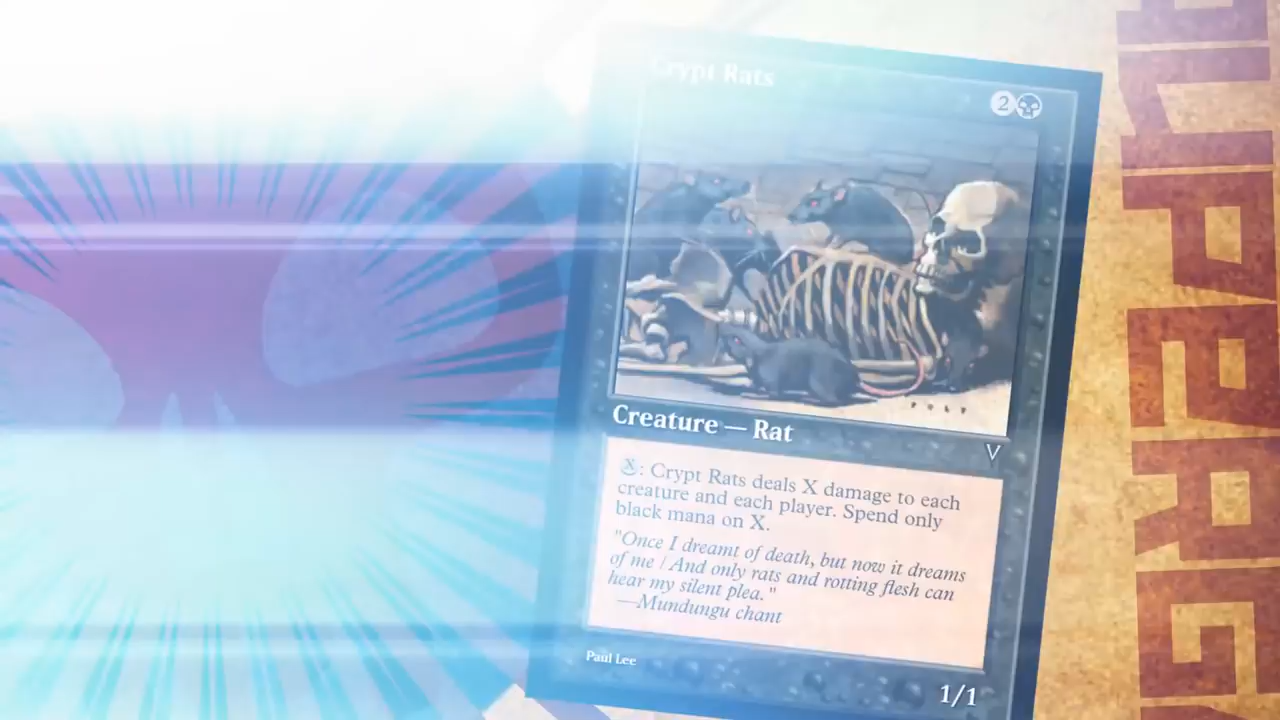 Crypt Rats
2
POLT
Creature — Rat
V
X: Crypt Rats deals X damage to each
creature and each player. Spend only
black mana on X.
"Once I dreamt of death, but now it dreams
of me / And only rats and rotting flesh can
hear my silent plea."
—Mundungu chant
Paul Lee
1/1